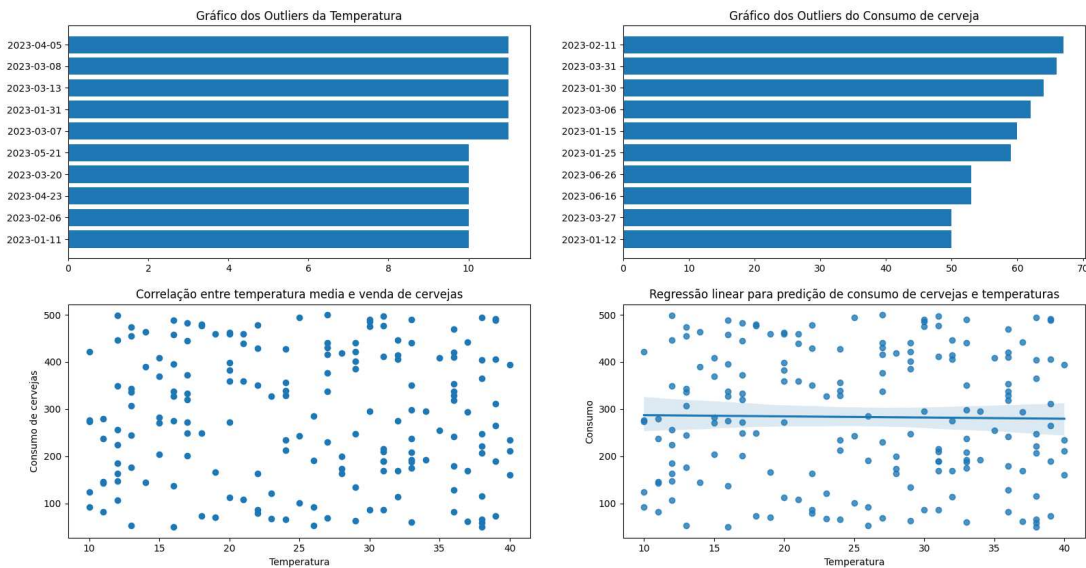 Gráfico dos Outliers da Temperatura
2023-04-05
2023-03-08
2023-03-13
2023-01-31
2023-03-07
2023-05-21
2023-03-20
2023-04-23
2023-02-06
2023-01-11
0 2 4 6 8 10
Gráfico dos Outliers do Consumo de cerveja
2023-02-11
2023-03-31
2023-01-30
2023-03-06
2023-01-15
2023-01-25
2023-06-26
2023-06-16
2023-03-27
2023-01-12
0 10 20 30 40 50 60 70
Correlação entre temperatura media e venda de cervejas
Consumo de cervejas
500
400
300
200
100
10 15 20 25 30 35 40
Temperatura
Regressão linear para predição de consumo de cervejas e temperaturas
Consumo
500
400
300
200
100
10 15 20 25 30 35 40
Temperatura